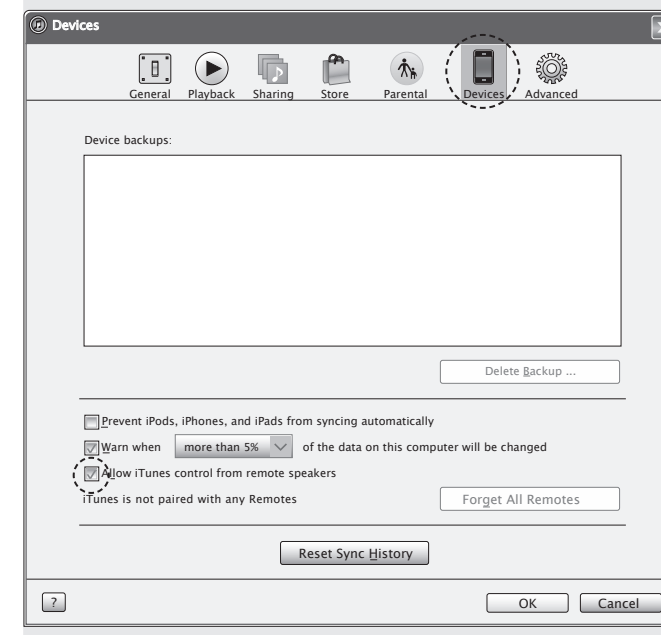 Devices
General Playback Sharing Store Parental Devices Advanced
Device backups:
Delete Backup ...
Prevent iPods, iPhones, and iPads from syncing automatically
Warn when more than 5% of the data on this computer will be changed
Allow iTunes control from remote speakers
iTunes is not paired with any Remotes Forget All Remotes
Reset Sync History
? OK Cancel